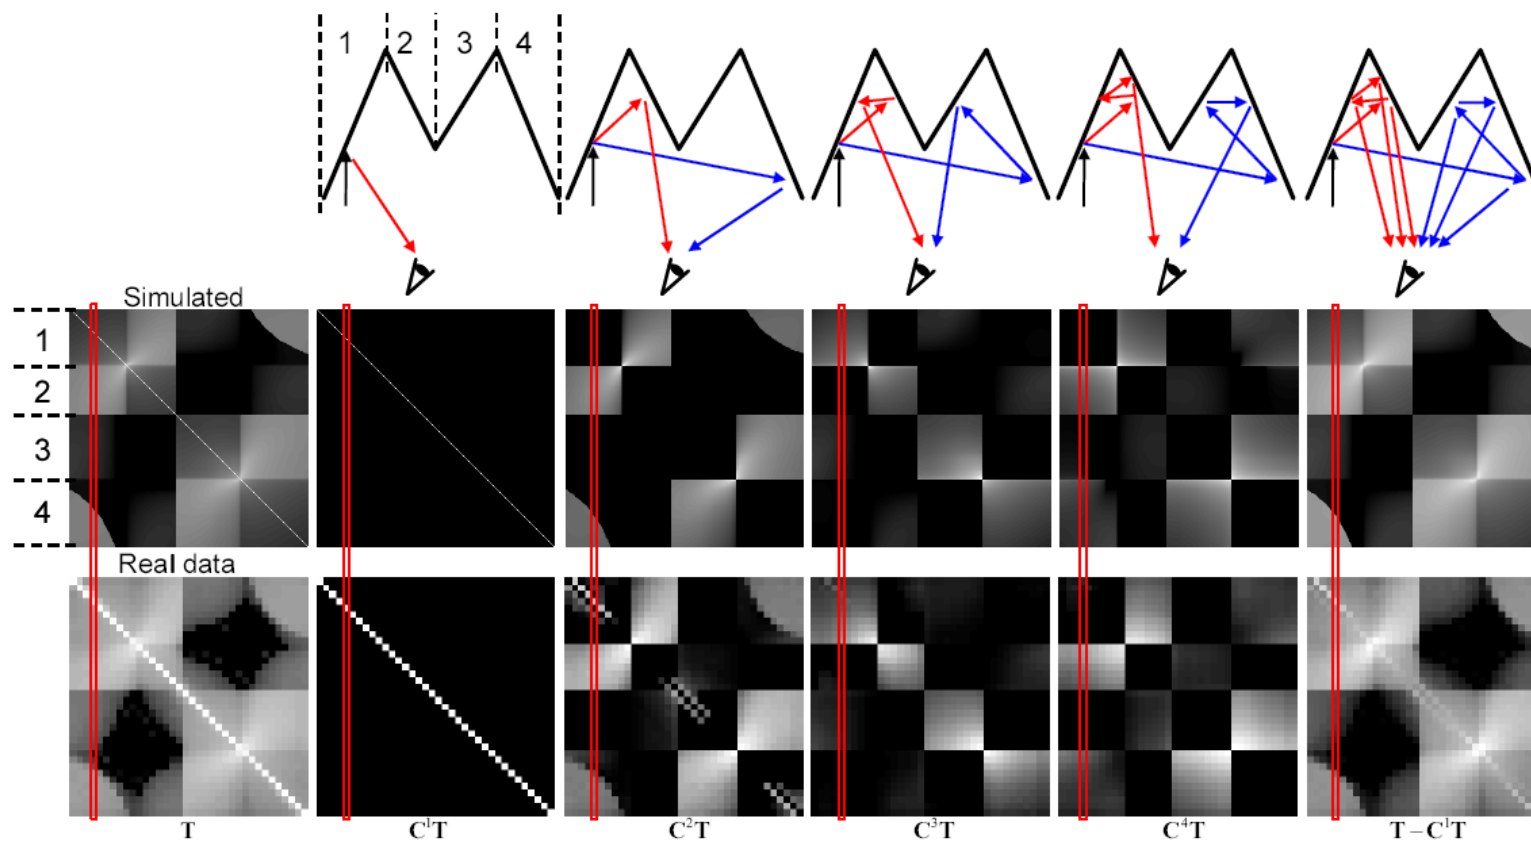 1 2 3 4
Simulated
1
2
3
4
Real data
T C¹T C²T C³T C⁴T T – C¹T